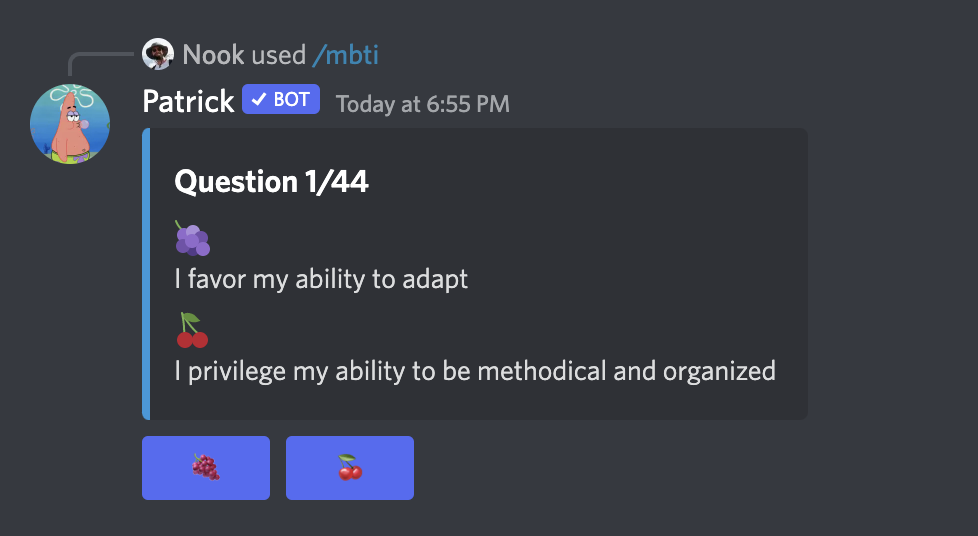 Nook used /mbti
Patrick ✓ BOT Today at 6:55 PM
Question 1/44
🍇
I favor my ability to adapt
🍒
I privilege my ability to be methodical and organized
🍇 🍒